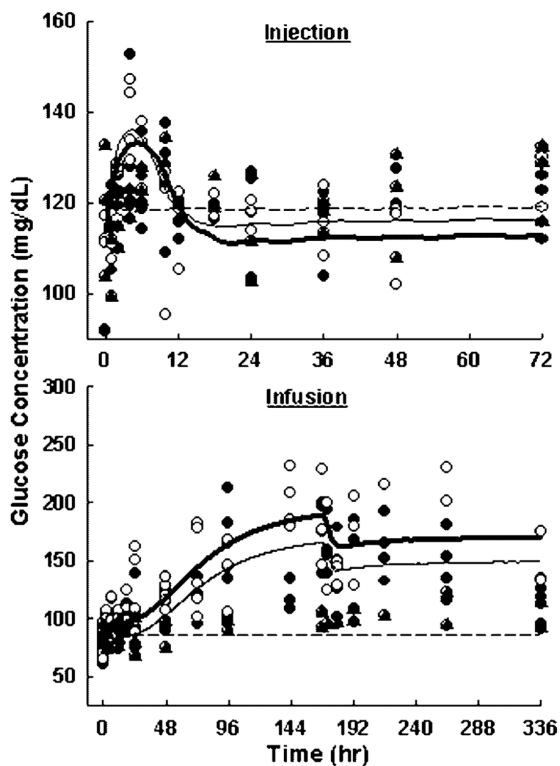 Injection
160
140
120
100
0 12 24 36 48 60 72
Glucose Concentration (mg/dL)
Infusion
300
250
200
150
100
50
0 48 96 144 192 240 288 336
Time (hr)